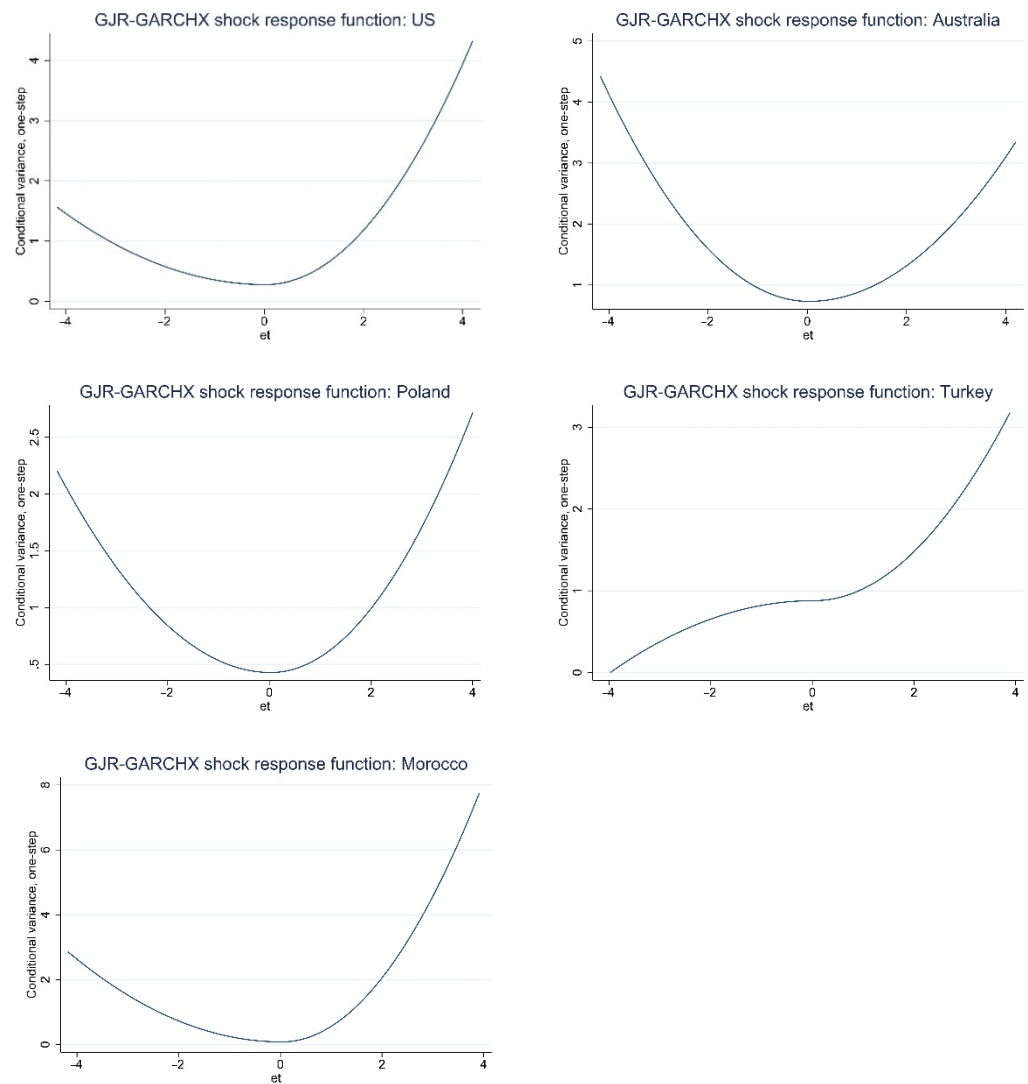 GJR-GARCHX shock response function: US
Conditional variance, one-step
4
3
2
1
0
−4 −2 0 2 4
et
GJR-GARCHX shock response function: Australia
Conditional variance, one-step
5
4
3
2
1
−4 −2 0 2 4
et
GJR-GARCHX shock response function: Poland
Conditional variance, one-step
2.5
2
1.5
1
.5
−4 −2 0 2 4
et
GJR-GARCHX shock response function: Turkey
Conditional variance, one-step
3
2
1
0
−4 −2 0 2 4
et
GJR-GARCHX shock response function: Morocco
Conditional variance, one-step
8
6
4
2
0
−4 −2 0 2 4
et